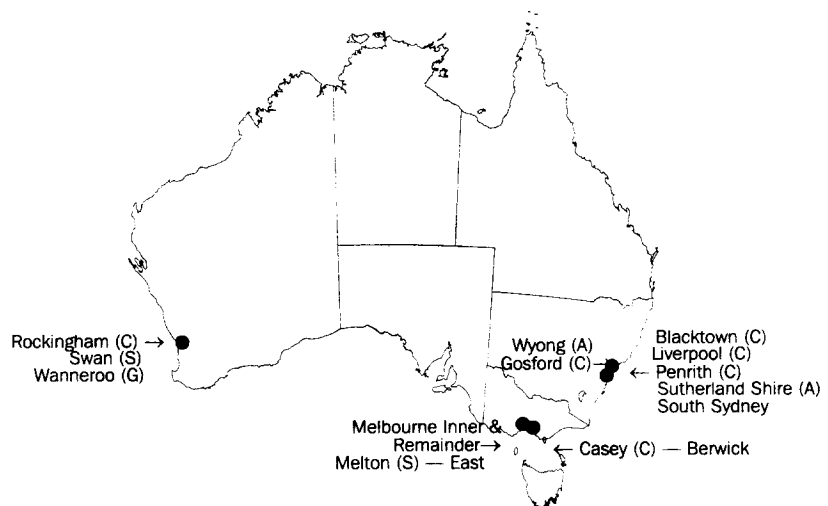 Rockingham (C) →
Swan (S)
Wanneroo (G)
Wyong (A)
Gosford (C) →
Blacktown (C)
Liverpool (C)
← Penrith (C)
Sutherland Shire (A)
South Sydney
Melbourne Inner &
Remainder →
Melton (S) — East
← Casey (C) — Berwick